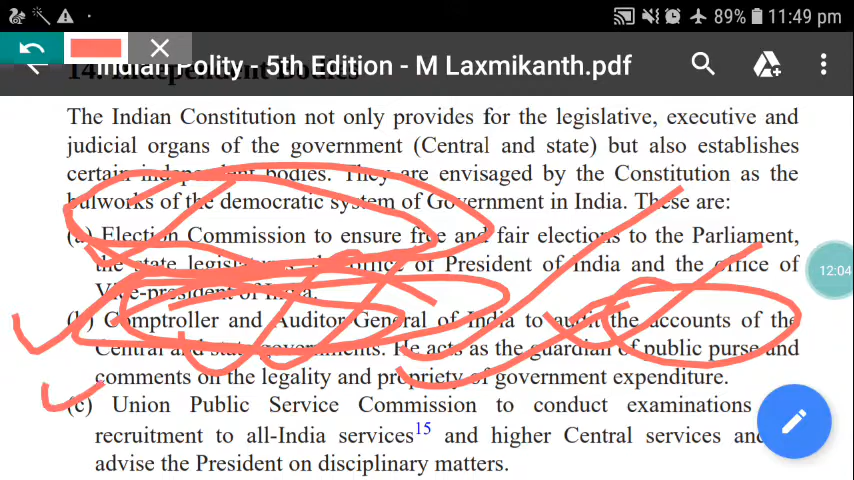 89% 11:49 pm
Indian Polity - 5th Edition - M Laxmikanth.pdf
14. Independent Bodies
The Indian Constitution not only provides for the legislative, executive and
judicial organs of the government (Central and state) but also establishes
certain independent bodies. They are envisaged by the Constitution as the
bulworks of the democratic system of Government in India. These are:
(a) Election Commission to ensure free and fair elections to the Parliament,
the state legislatures, the office of President of India and the office of
Vice-president of India.
12:04
(b) Comptroller and Auditor General of India to audit the accounts of the
Central and state governments. He acts as the guardian of public purse and
comments on the legality and propriety of government expenditure.
(c) Union Public Service Commission to conduct examinations
recruitment to all-India services15 and higher Central services and
advise the President on disciplinary matters.